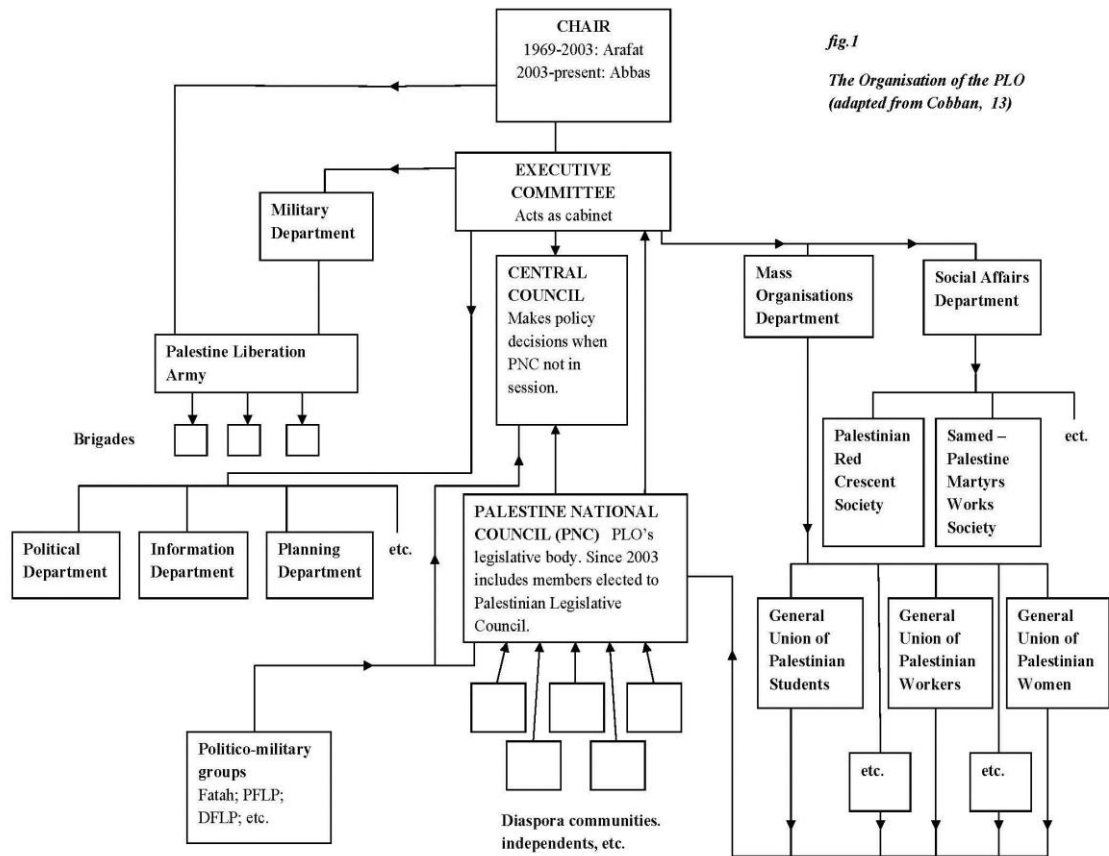 CHAIR
1969-2003: Arafat
2003-present: Abbas
fig.1
The Organisation of the PLO
(adapted from Cobban, 13)
EXECUTIVE
COMMITTEE
Acts as cabinet
Military
Department
CENTRAL
COUNCIL
Makes policy
decisions when
PNC not in
session.
Mass
Organisations
Department
Social Affairs
Department
Palestine Liberation
Army
Brigades
Palestinian
Red
Crescent
Society
Samed –
Palestine
Martyrs
Works
Society
ect.
Political
Department
Information
Department
Planning
Department
etc.
PALESTINE NATIONAL
COUNCIL (PNC) PLO's
legislative body. Since 2003
includes members elected to
Palestinian Legislative
Council.
General
Union of
Palestinian
Students
General
Union of
Palestinian
Workers
General
Union of
Palestinian
Women
Politico-military
groups
Fatah; PFLP;
DFLP; etc.
etc.
etc.
Diaspora communities.
independents, etc.